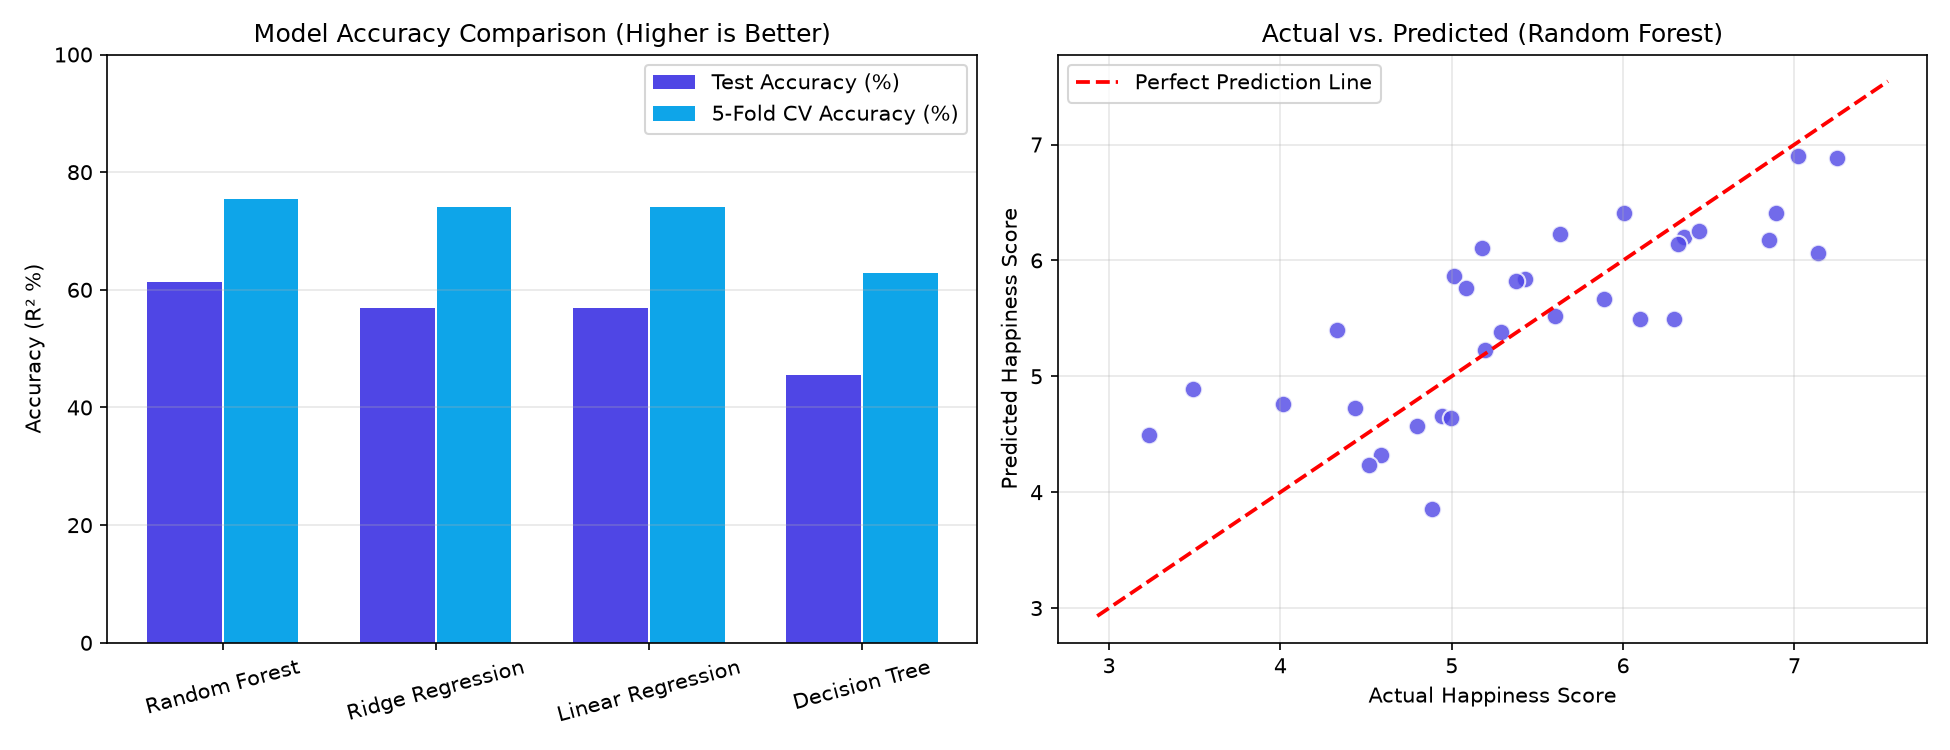 Model Accuracy Comparison (Higher is Better)
Accuracy (R² %)
100
80
60
40
20
0
Test Accuracy (%)
5-Fold CV Accuracy (%)
Random Forest
Ridge Regression
Linear Regression
Decision Tree
Actual vs. Predicted (Random Forest)
Perfect Prediction Line
Predicted Happiness Score
7
6
5
4
3
3 4 5 6 7
Actual Happiness Score